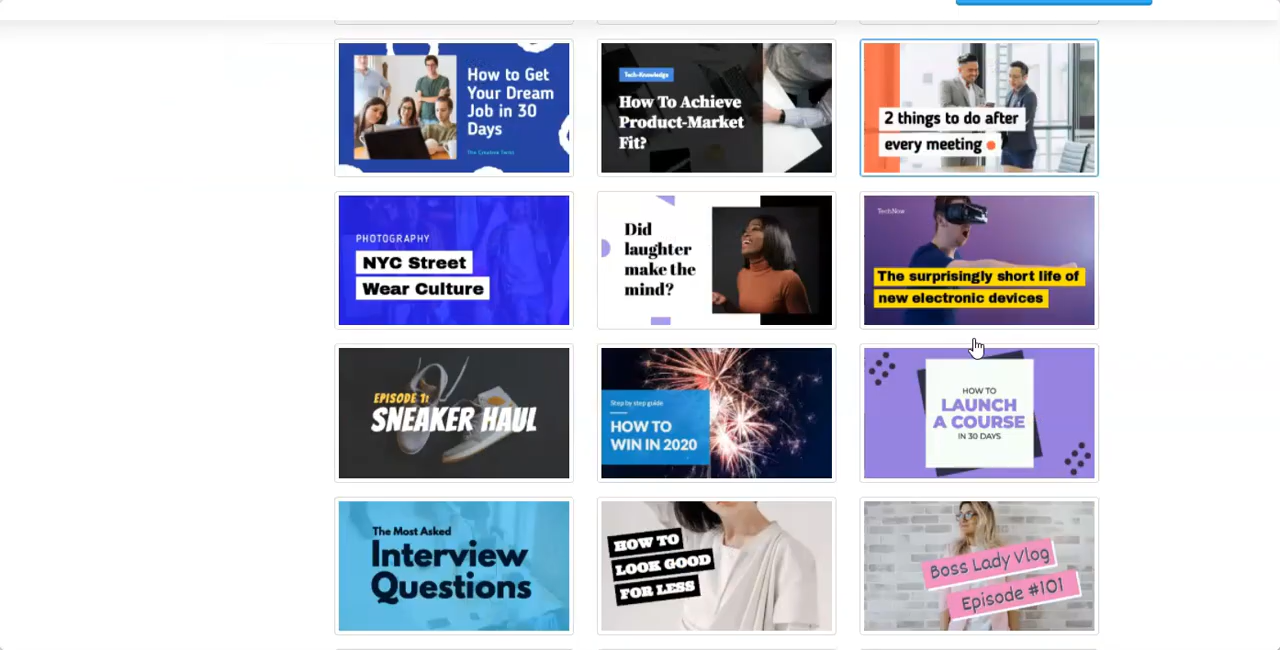 How to Get
Your Dream
Job in 30
Days
The Creative Twins
Tech-Knowledge
How To Achieve
Product-Market
Fit?
2 things to do after
every meeting
PHOTOGRAPHY
NYC Street
Wear Culture
Did
laughter
make the
mind?
TechNow
The surprisingly short life of
new electronic devices
EPISODE 1:
SNEAKER HAUL
Step by step guide
HOW TO
WIN IN 2020
HOW TO
LAUNCH
A COURSE
IN 30 DAYS
The Most Asked
Interview
Questions
HOW TO
LOOK GOOD
FOR LESS
Boss Lady Vlog
Episode #101